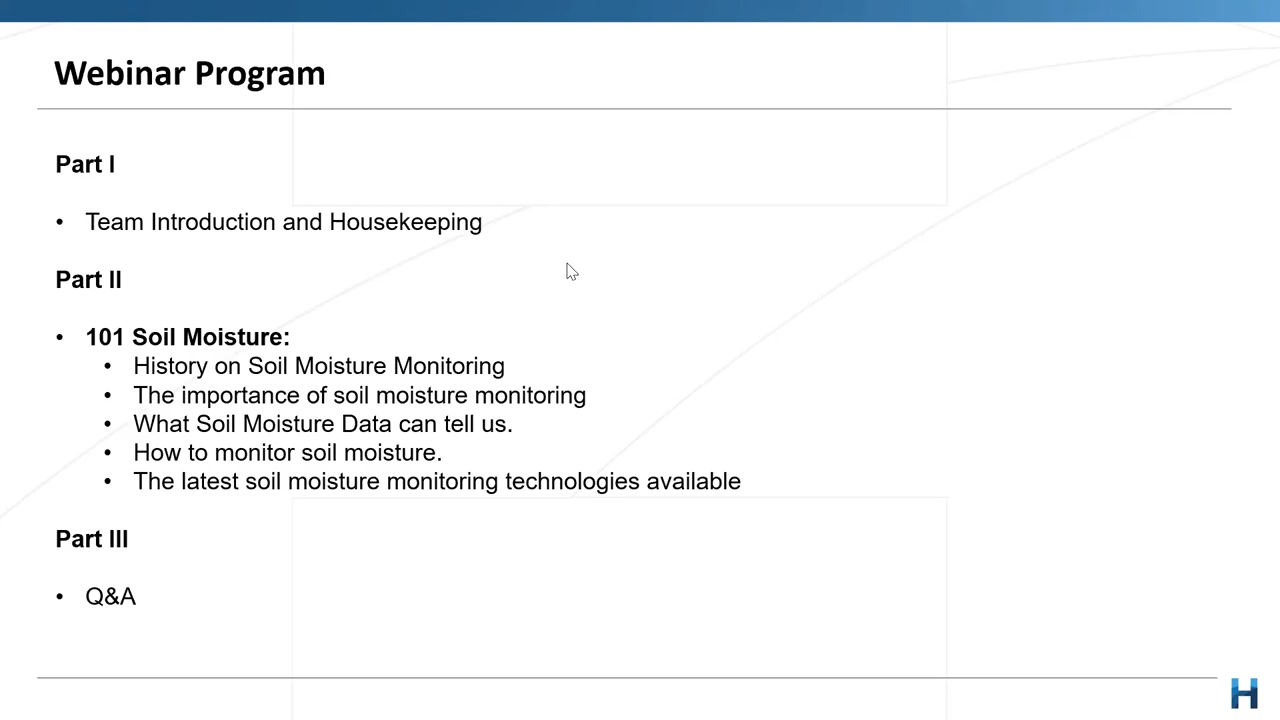 Webinar Program
Part I
• Team Introduction and Housekeeping
Part II
• 101 Soil Moisture:
• History on Soil Moisture Monitoring
• The importance of soil moisture monitoring
• What Soil Moisture Data can tell us.
• How to monitor soil moisture.
• The latest soil moisture monitoring technologies available
Part III
• Q&A
H